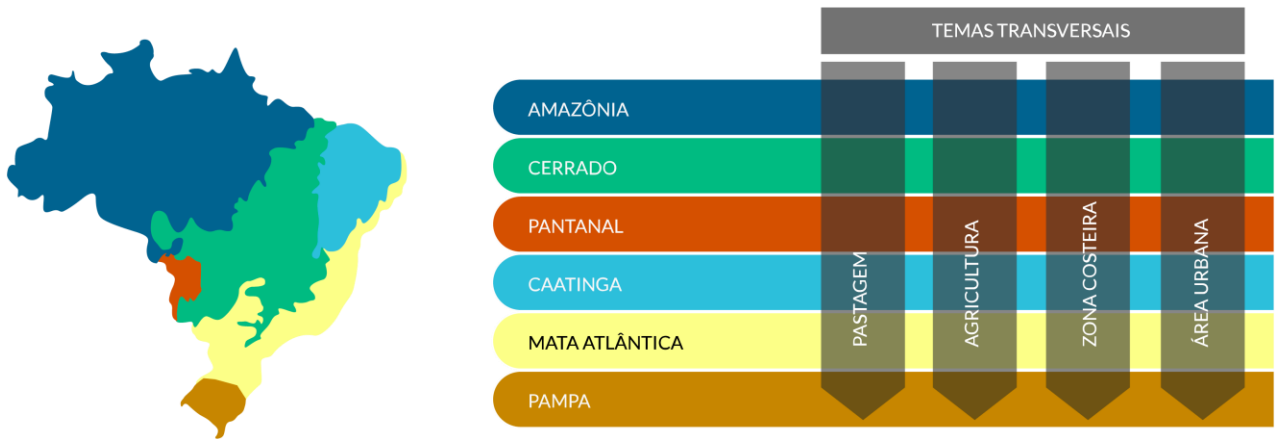 TEMAS TRANSVERSAIS
AMAZÔNIA
CERRADO
PANTANAL
CAATINGA
MATA ATLÂNTICA
PAMPA
PASTAGEM
AGRICULTURA
ZONA COSTEIRA
ÁREA URBANA